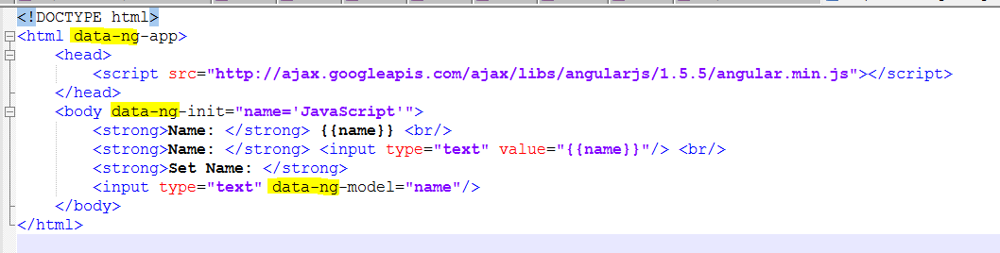 <!DOCTYPE html>
<html data-ng-app>
<head>
<script src="http://ajax.googleapis.com/ajax/libs/angularjs/1.5.5/angular.min.js"></script>
</head>
<body data-ng-init="name='JavaScript'">
<strong>Name: </strong> {{name}} <br/>
<strong>Name: </strong> <input type="text" value="{{name}}"/> <br/>
<strong>Set Name: </strong>
<input type="text" data-ng-model="name"/>
</body>
</html>